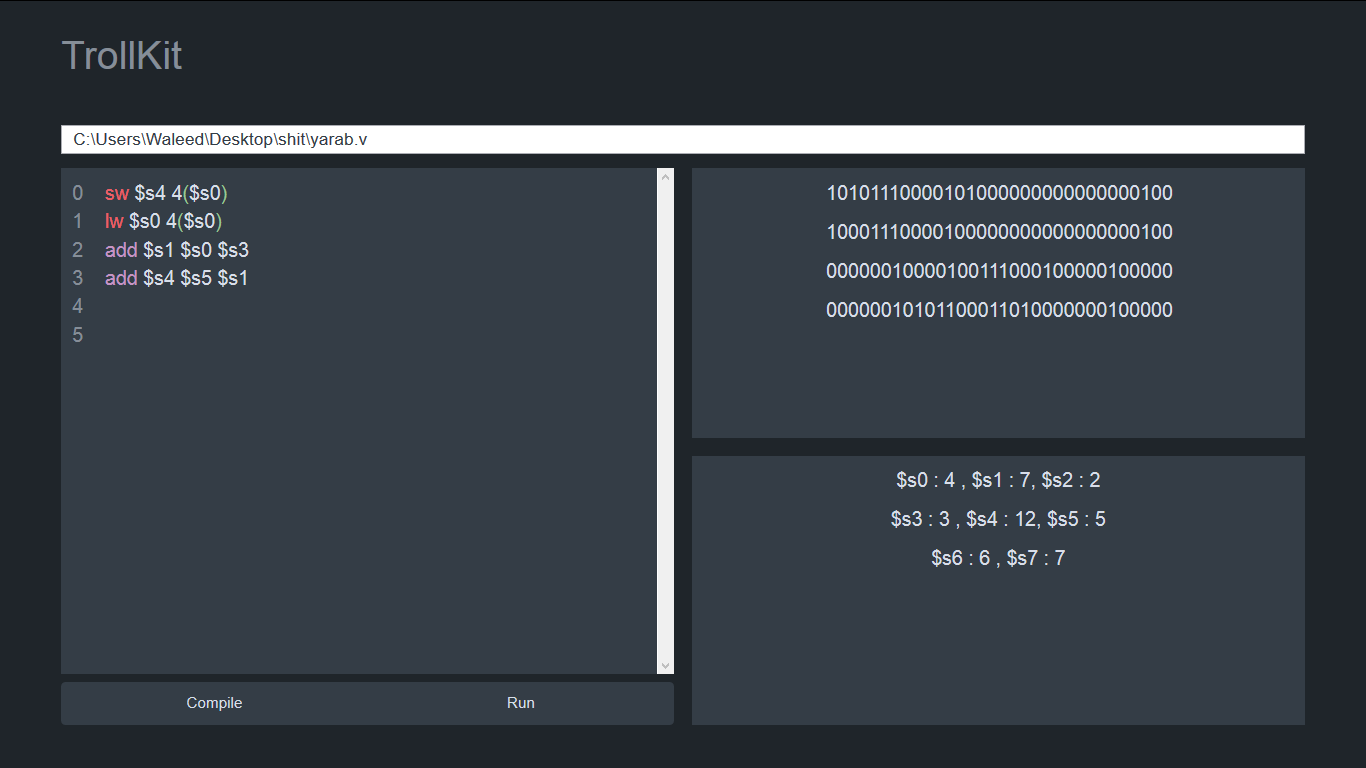 TrollKit
C:\Users\Waleed\Desktop\shit\yarab.v
0 sw $s4 4($s0)
1 lw $s0 4($s0)
2 add $s1 $s0 $s3
3 add $s4 $s5 $s1
4
5
Compile
Run
10101110000101000000000000000100
10001110000100000000000000000100
00000010000100111000100000100000
00000010101100011010000000100000
$s0 : 4 , $s1 : 7, $s2 : 2
$s3 : 3 , $s4 : 12, $s5 : 5
$s6 : 6 , $s7 : 7